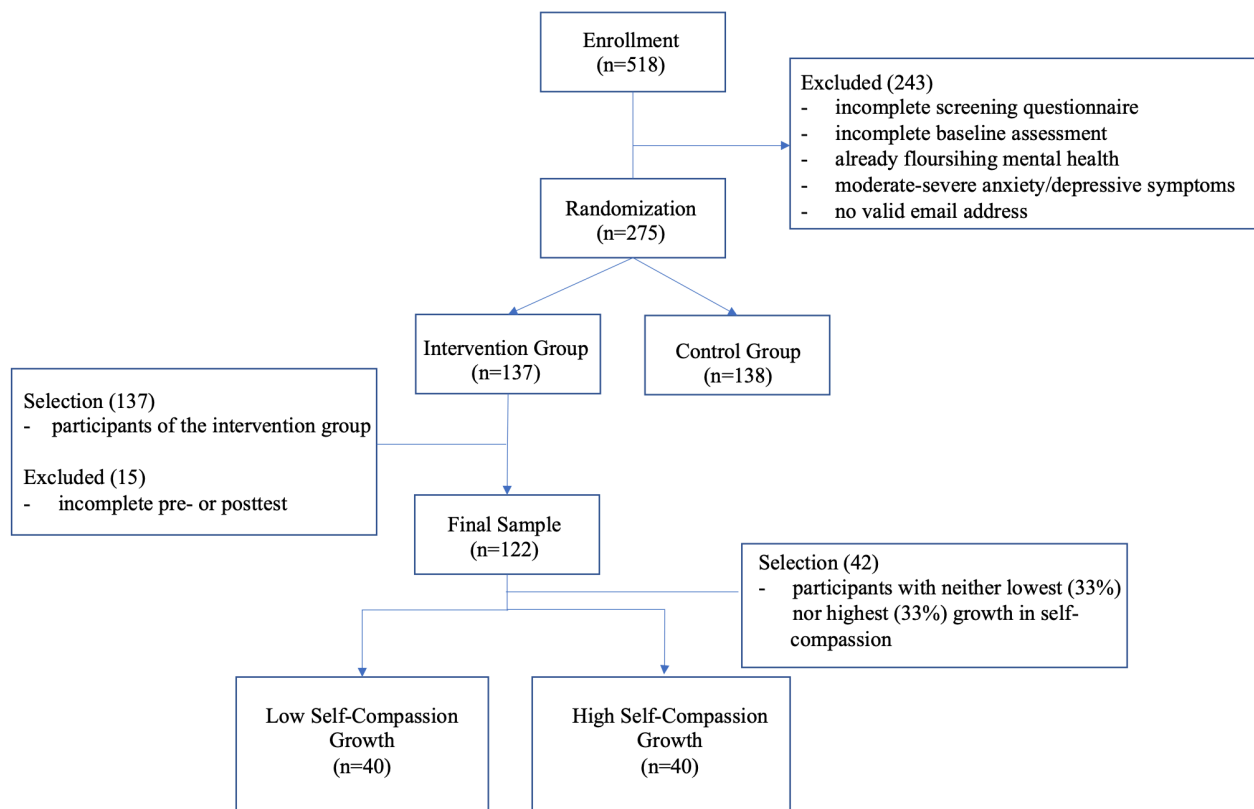 Enrollment
(n=518)
Excluded (243)
- incomplete screening questionnaire
- incomplete baseline assessment
- already floursihing mental health
- moderate-severe anxiety/depressive symptoms
- no valid email address
Randomization
(n=275)
Intervention Group
(n=137)
Control Group
(n=138)
Selection (137)
- participants of the intervention group
Excluded (15)
- incomplete pre- or posttest
Final Sample
(n=122)
Selection (42)
- participants with neither lowest (33%)
nor highest (33%) growth in self-
compassion
Low Self-Compassion
Growth
(n=40)
High Self-Compassion
Growth
(n=40)